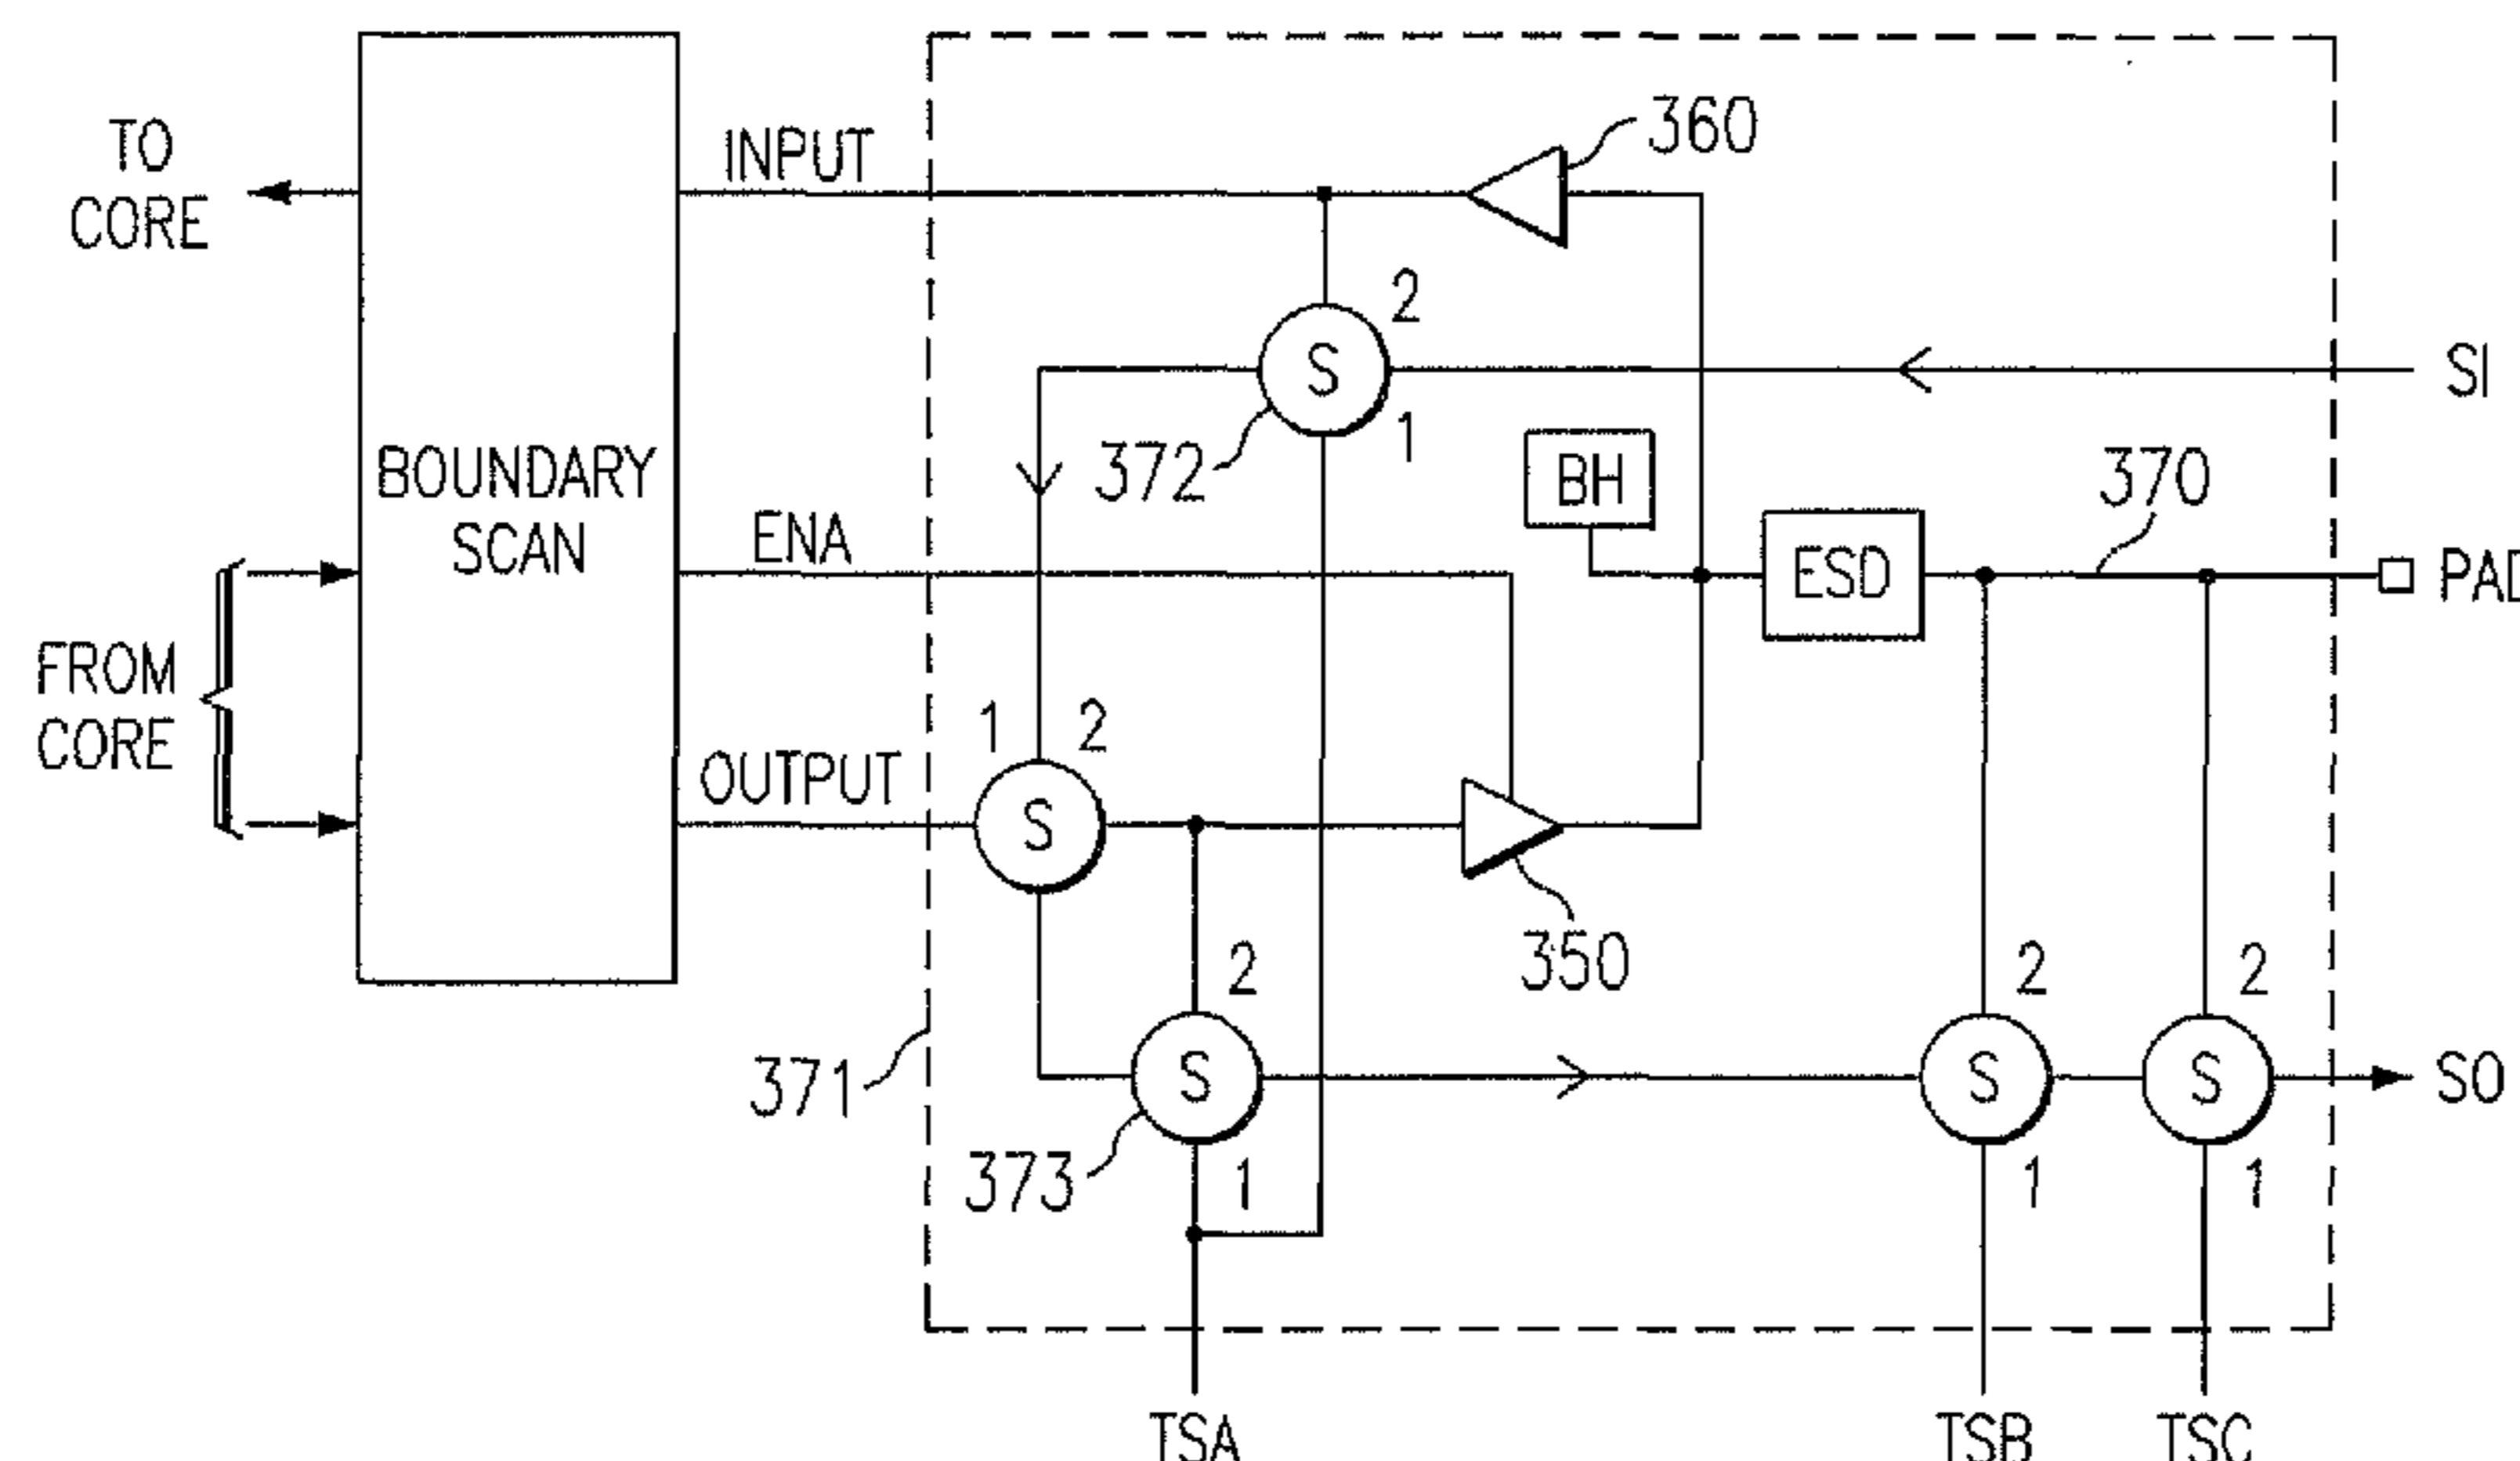 360
TO
CORE
INPUT
2
S
SI
1
372
370
BOUNDARY
SCAN
BH
ENA
ESD
FROM
CORE
1
2
OUTPUT
S
350
2
2
2
371
S
S
S
SO
373
1
1
1
TSA
TSB
TSC